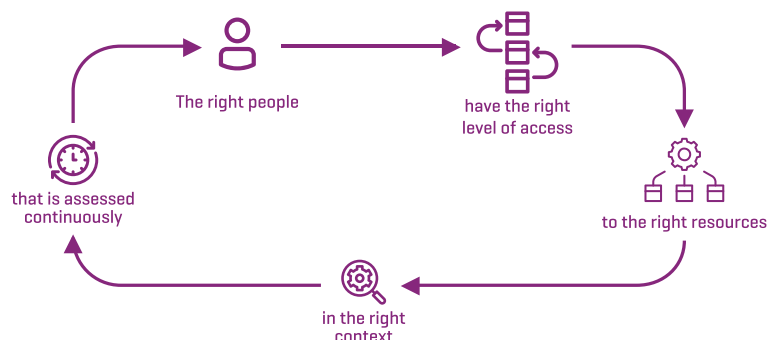 The right people
have the right
level of access
to the right resources
in the right
context
that is assessed
continuously